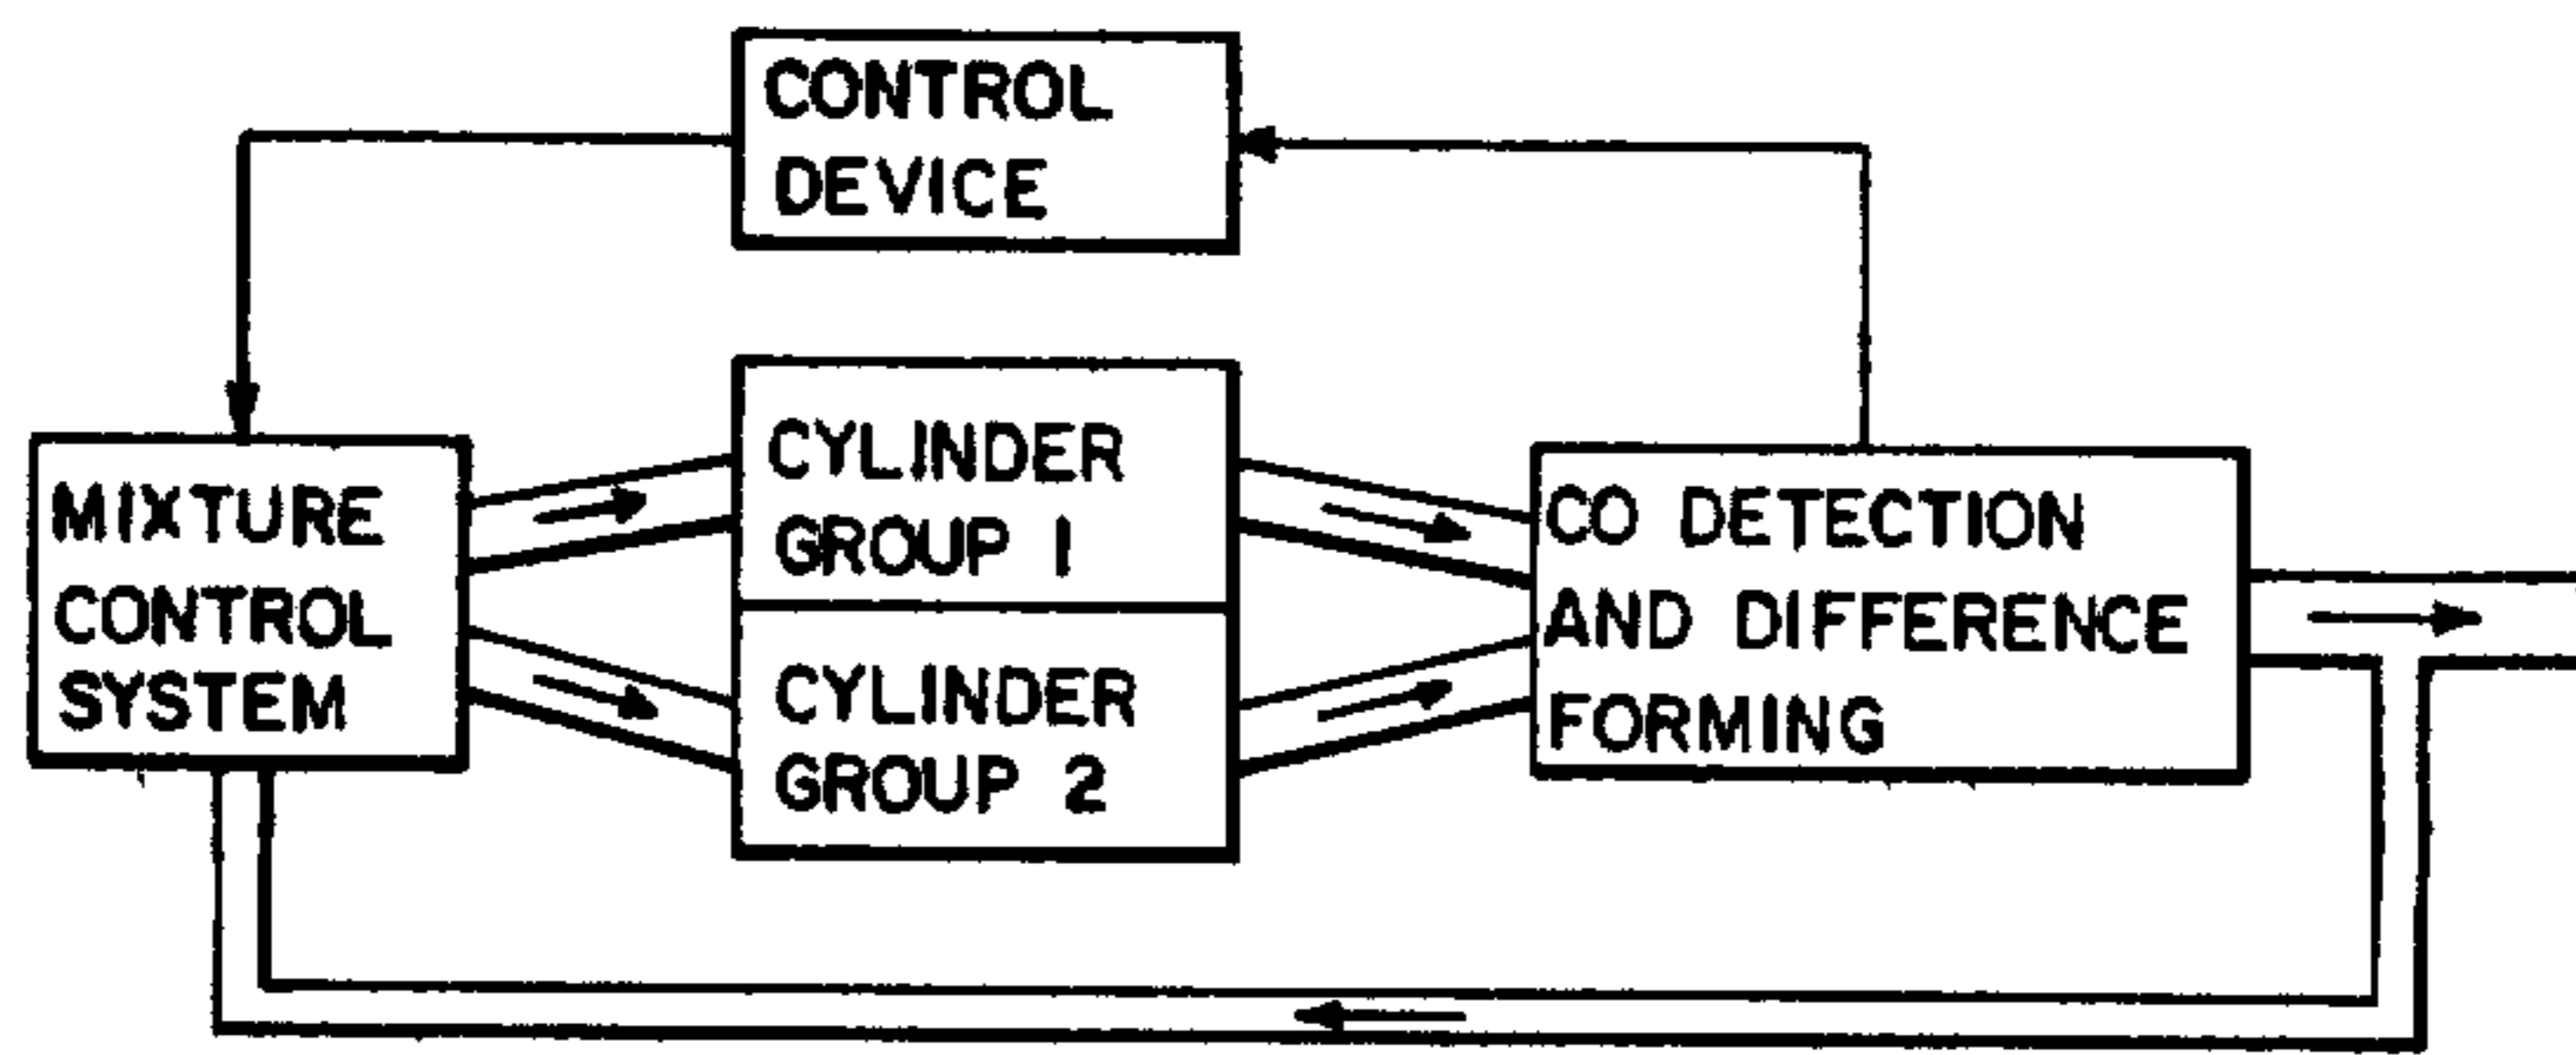 CONTROL
DEVICE
MIXTURE
CONTROL
SYSTEM
CYLINDER
GROUP 1
CYLINDER
GROUP 2
CO DETECTION
AND DIFFERENCE
FORMING